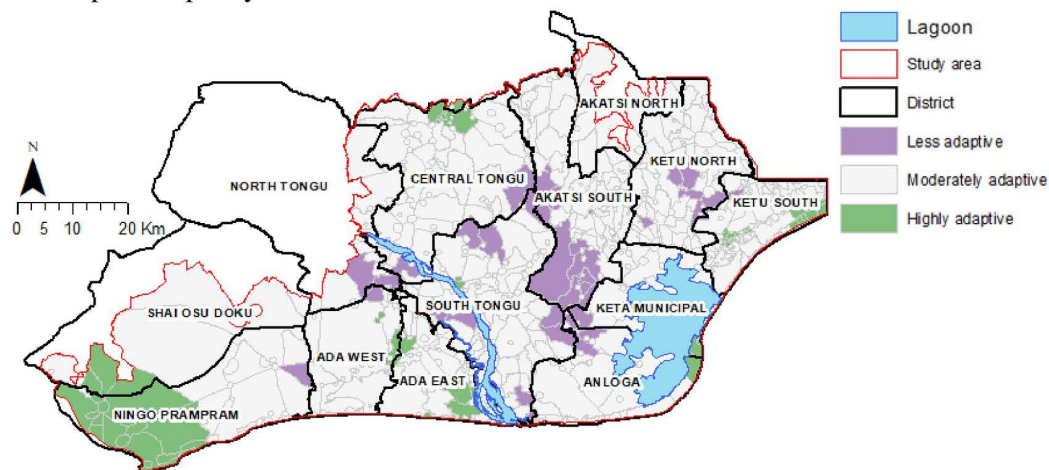 Lagoon
Study area
District
Less adaptive
Moderately adaptive
Highly adaptive
N
0 5 10 20 Km
AKATSI NORTH
KETU NORTH
NORTH TONGU
CENTRAL TONGU
AKATSI SOUTH
KETU SOUTH
SHAI OSU DOKU
SOUTH TONGU
KETA MUNICIPAL
ADA WEST
ADA EAST
ANLOGA
NINGO PRAMPRAM